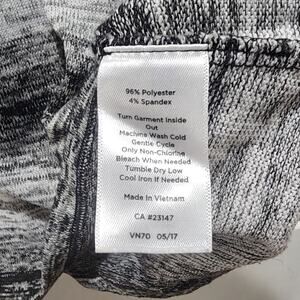 96% Polyester
4% Spandex
Turn Garment Inside
Out
Machine Wash Cold
Gentle Cycle
Only Non-Chlorine
Bleach When Needed
Tumble Dry Low
Cool Iron If Needed
Made In Vietnam
CA #23147
VN70 05/17